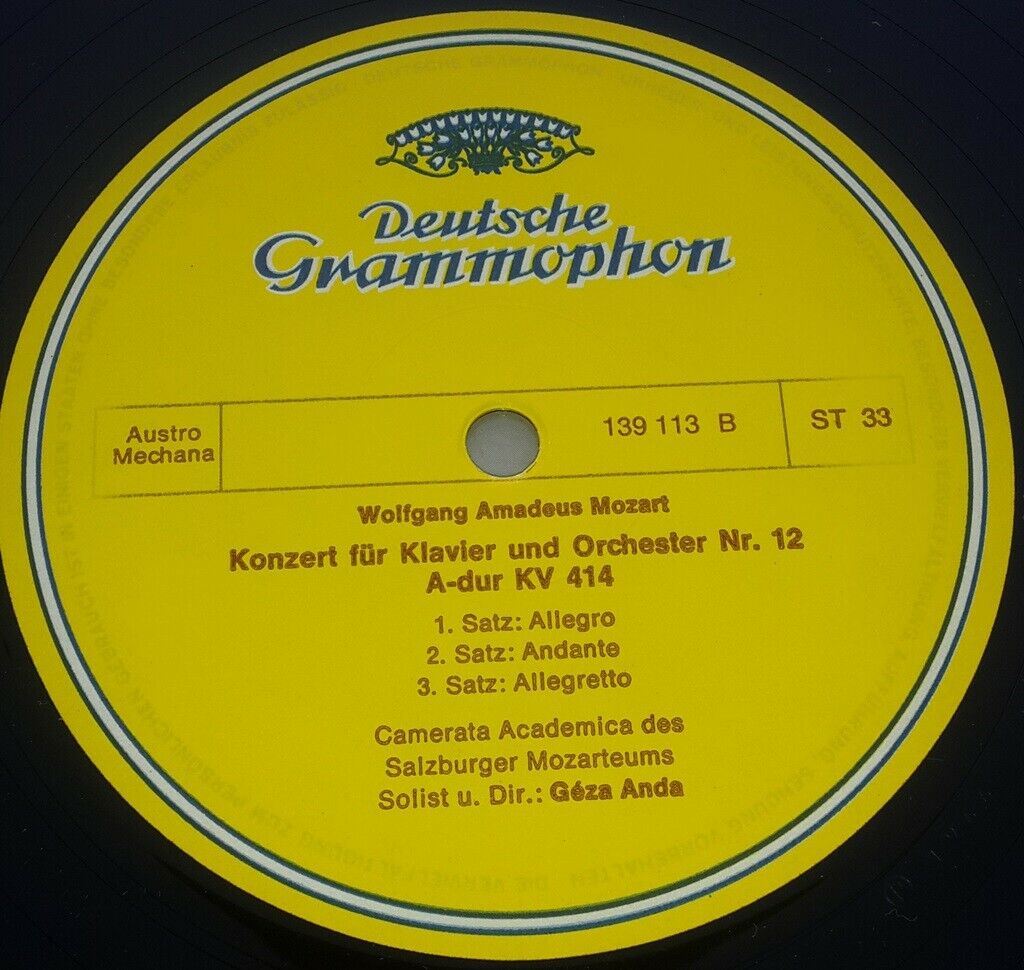 Deutsche
Grammophon
Austro
Mechana
139 113 B
ST 33
Wolfgang Amadeus Mozart
Konzert für Klavier und Orchester Nr. 12
A-dur KV 414
1. Satz: Allegro
2. Satz: Andante
3. Satz: Allegretto
Camerata Academica des
Salzburger Mozarteums
Solist u. Dir.: Géza Anda
DEUTSCHE GRAMMOPHON